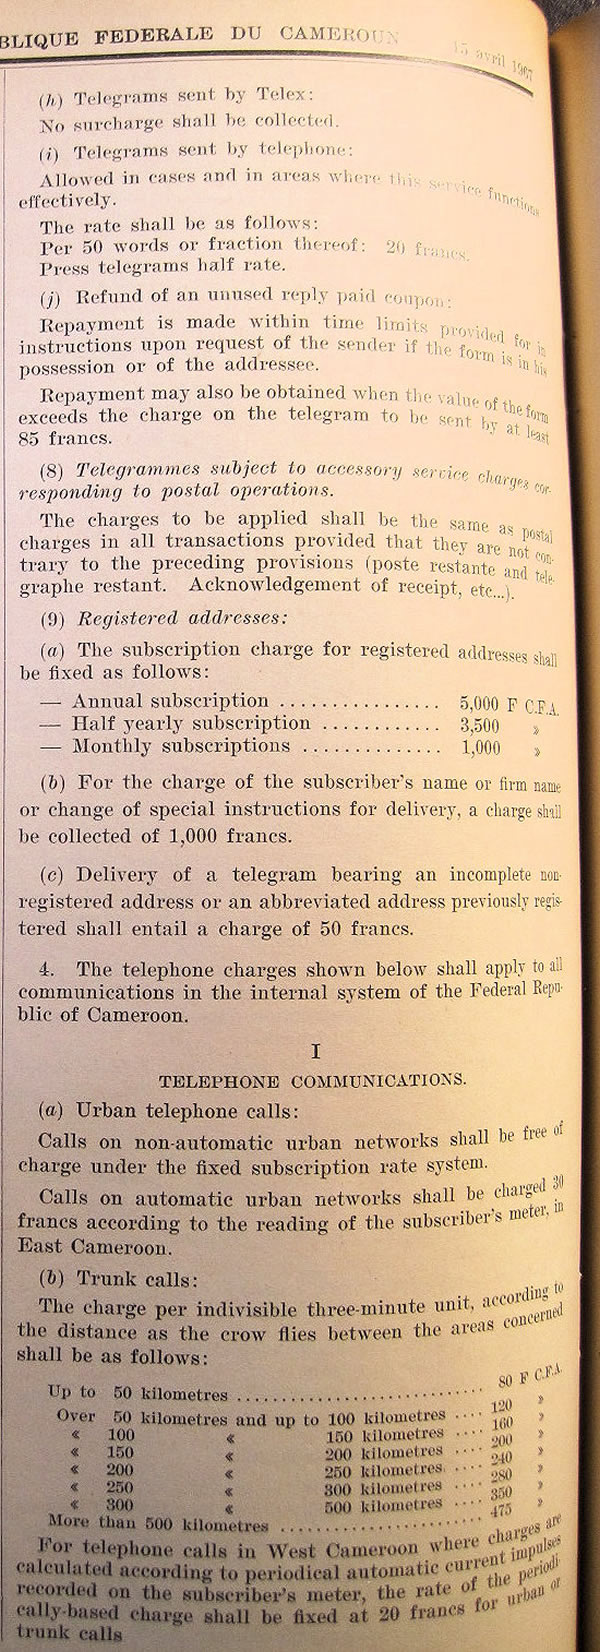 BLIQUE FEDERALE DU CAMEROUN 15 avril 1967
(h) Telegrams sent by Telex:
No surcharge shall be collected.
(i) Telegrams sent by telephone:
Allowed in cases and in areas where this service functions
effectively.
The rate shall be as follows:
Per 50 words or fraction thereof: 20 francs.
Press telegrams half rate.
(j) Refund of an unused reply paid coupon:
Repayment is made within time limits provided for in
instructions upon request of the sender if the form is in his
possession or of the addressee.
Repayment may also be obtained when the value of the form
exceeds the charge on the telegram to be sent by at least
85 francs.
(8) Telegrammes subject to accessory service charges cor-
responding to postal operations.
The charges to be applied shall be the same as postal
charges in all transactions provided that they are not con-
trary to the preceding provisions (poste restante and tele-
graphe restant. Acknowledgement of receipt, etc...).
(9) Registered addresses:
(a) The subscription charge for registered addresses shall
be fixed as follows:
— Annual subscription ................ 5,000 F C.F.A.
— Half yearly subscription ............ 3,500 »
— Monthly subscriptions .............. 1,000 »
(b) For the charge of the subscriber's name or firm name
or change of special instructions for delivery, a charge shall
be collected of 1,000 francs.
(c) Delivery of a telegram bearing an incomplete non-
registered address or an abbreviated address previously regis-
tered shall entail a charge of 50 francs.
4. The telephone charges shown below shall apply to all
communications in the internal system of the Federal Repu-
blic of Cameroon.
I
TELEPHONE COMMUNICATIONS.
(a) Urban telephone calls:
Calls on non-automatic urban networks shall be free of
charge under the fixed subscription rate system.
Calls on automatic urban networks shall be charged 30
francs according to the reading of the subscriber's meter, in
East Cameroon.
(b) Trunk calls:
The charge per indivisible three-minute unit, according to
the distance as the crow flies between the areas concerned
shall be as follows:
Up to 50 kilometres ............................... 80 F C.F.A.
Over 50 kilometres and up to 100 kilometres .... 120 »
« 100 « 150 kilometres .... 160 »
« 150 « 200 kilometres .... 200 »
« 200 « 250 kilometres .... 240 »
« 250 « 300 kilometres .... 280 »
« 300 « 500 kilometres .... 350 »
More than 500 kilometres ......................... 475 »
For telephone calls in West Cameroon where charges are
calculated according to periodical automatic current impulses
recorded on the subscriber's meter, the rate of the periodi-
cally-based charge shall be fixed at 20 francs for urban or
trunk calls